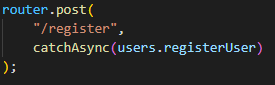 router.post(
    "/register",
    catchAsync(users.registerUser)
);